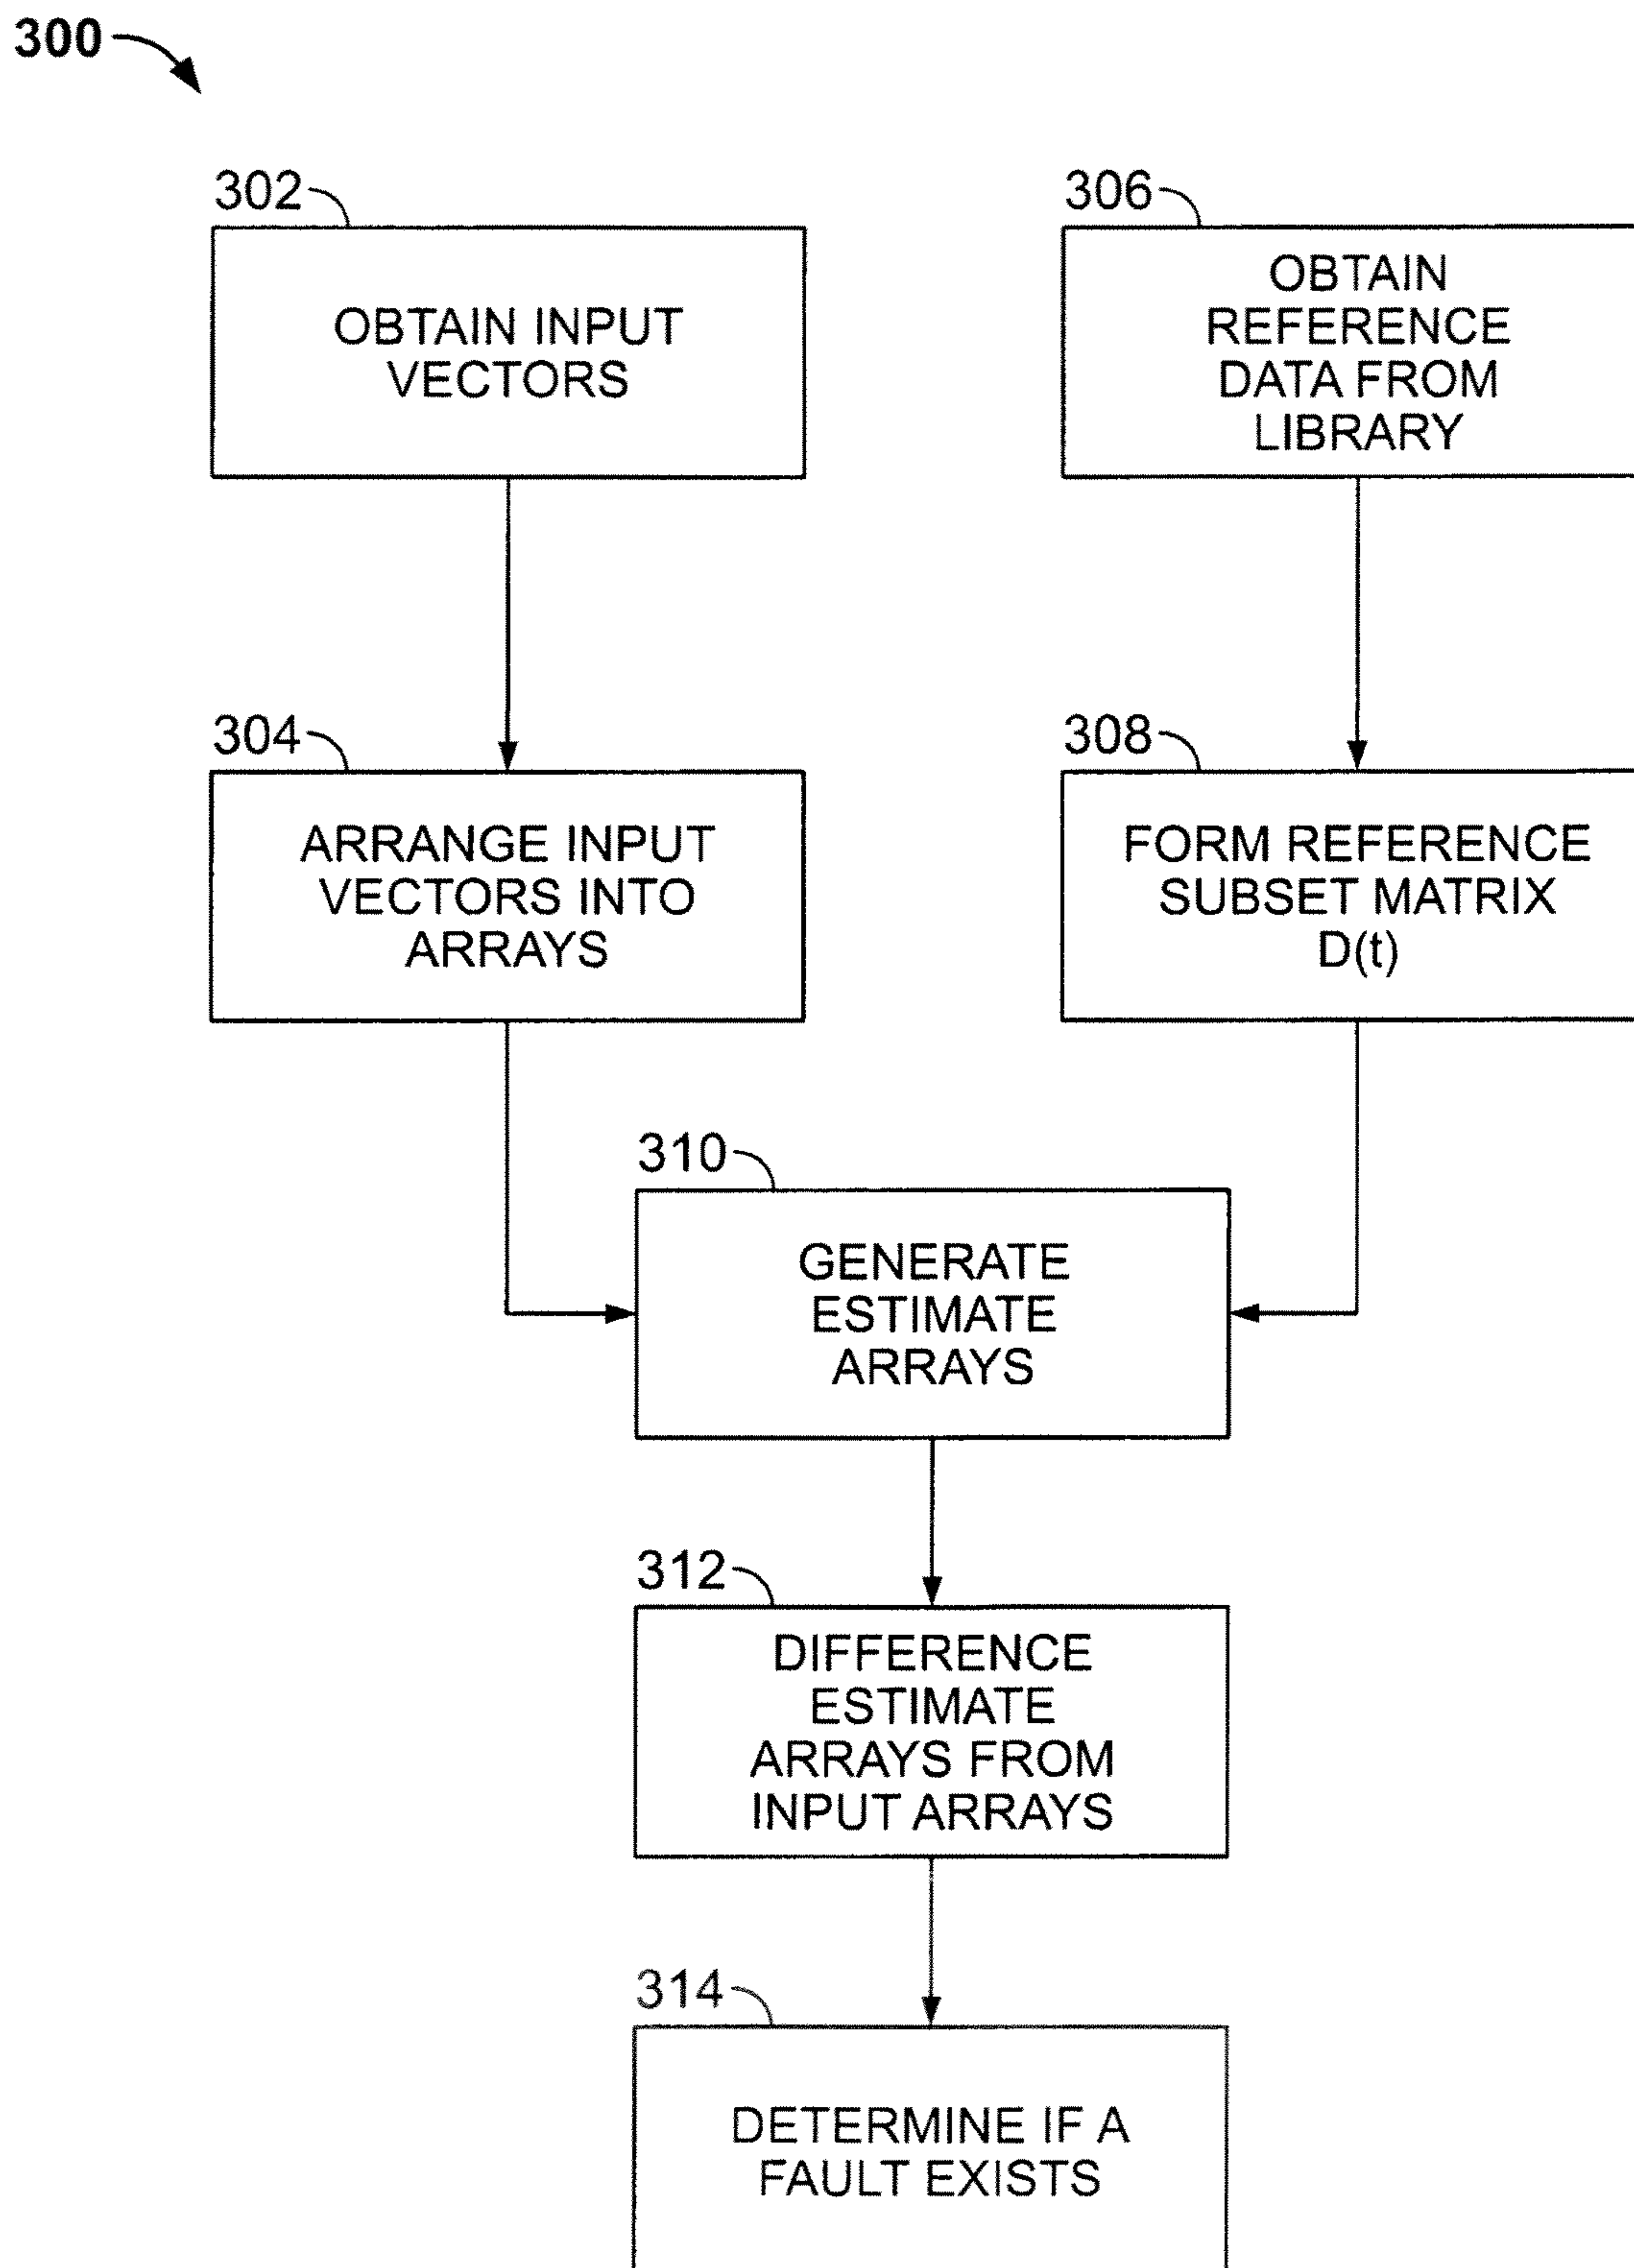 300
302
OBTAIN INPUT
VECTORS
306
OBTAIN
REFERENCE
DATA FROM
LIBRARY
304
ARRANGE INPUT
VECTORS INTO
ARRAYS
308
FORM REFERENCE
SUBSET MATRIX
D(t)
310
GENERATE
ESTIMATE
ARRAYS
312
DIFFERENCE
ESTIMATE
ARRAYS FROM
INPUT ARRAYS
314
DETERMINE IF A
FAULT EXISTS